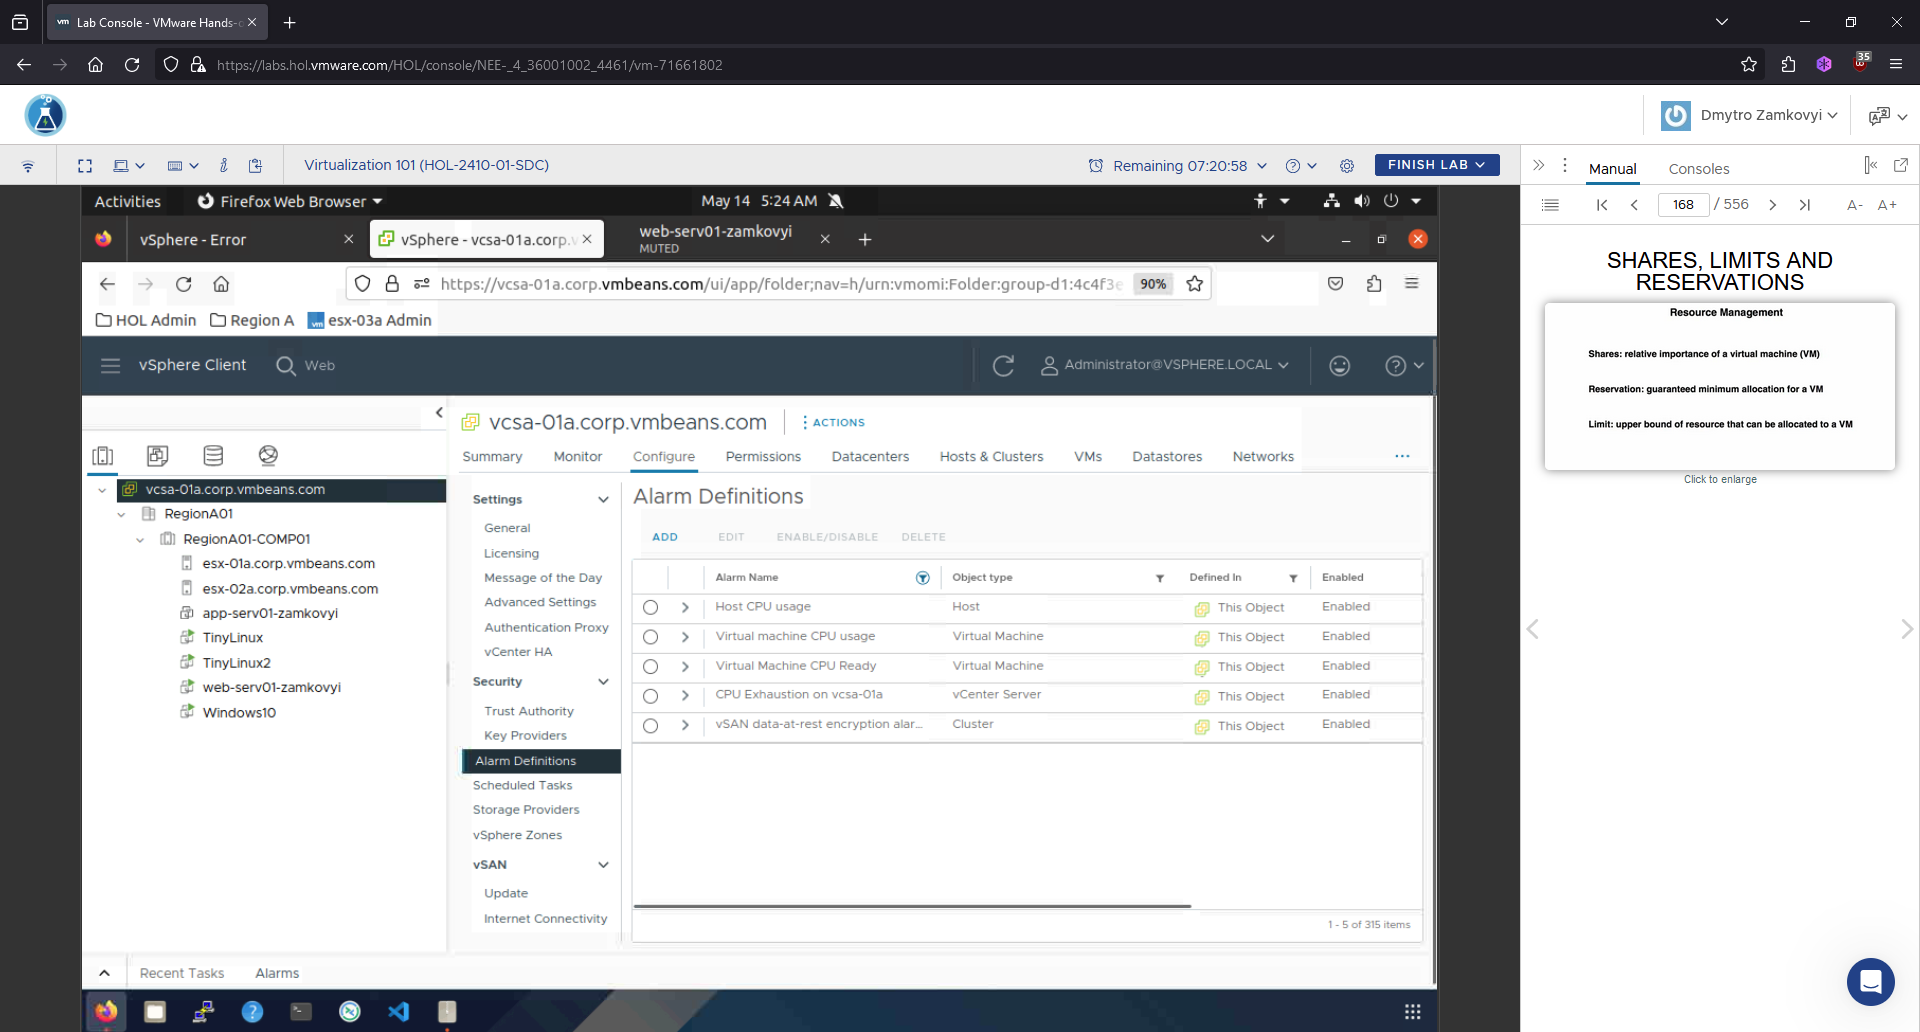 Lab Console - VMware Hands-
https://labs.hol.vmware.com/HOL/console/NEE-_4_36001002_4461/vm-71661802
35
Dmytro Zamkovyi
Virtualization 101 (HOL-2410-01-SDC)
Remaining 07:20:58
FINISH LAB
Manual
Consoles
168 / 556
A-
A+
SHARES, LIMITS AND
RESERVATIONS
Resource Management
Shares: relative importance of a virtual machine (VM)
Reservation: guaranteed minimum allocation for a VM
Limit: upper bound of resource that can be allocated to a VM
Click to enlarge
Activities
Firefox Web Browser
May 14 5:24 AM
vSphere - Error
vSphere - vcsa-01a.corp.v
web-serv01-zamkovyi
MUTED
https://vcsa-01a.corp.vmbeans.com/ui/app/folder;nav=h/urn:vmomi:Folder:group-d1:4c4f3e
90%
HOL Admin
Region A
vm
esx-03a Admin
vSphere Client
Web
Administrator@VSPHERE.LOCAL
vcsa-01a.corp.vmbeans.com
RegionA01
RegionA01-COMP01
esx-01a.corp.vmbeans.com
esx-02a.corp.vmbeans.com
app-serv01-zamkovyi
TinyLinux
TinyLinux2
web-serv01-zamkovyi
Windows10
vcsa-01a.corp.vmbeans.com
ACTIONS
Summary
Monitor
Configure
Permissions
Datacenters
Hosts & Clusters
VMs
Datastores
Networks
...
Settings
General
Licensing
Message of the Day
Advanced Settings
Authentication Proxy
vCenter HA
Security
Trust Authority
Key Providers
Alarm Definitions
Scheduled Tasks
Storage Providers
vSphere Zones
vSAN
Update
Internet Connectivity
Alarm Definitions
ADD
EDIT
ENABLE/DISABLE
DELETE
Alarm Name Object type Defined In Enabled
Host CPU usage Host This Object Enabled
Virtual machine CPU usage Virtual Machine This Object Enabled
Virtual Machine CPU Ready Virtual Machine This Object Enabled
CPU Exhaustion on vcsa-01a vCenter Server This Object Enabled
vSAN data-at-rest encryption alar... Cluster This Object Enabled
1 - 5 of 315 items
Recent Tasks
Alarms